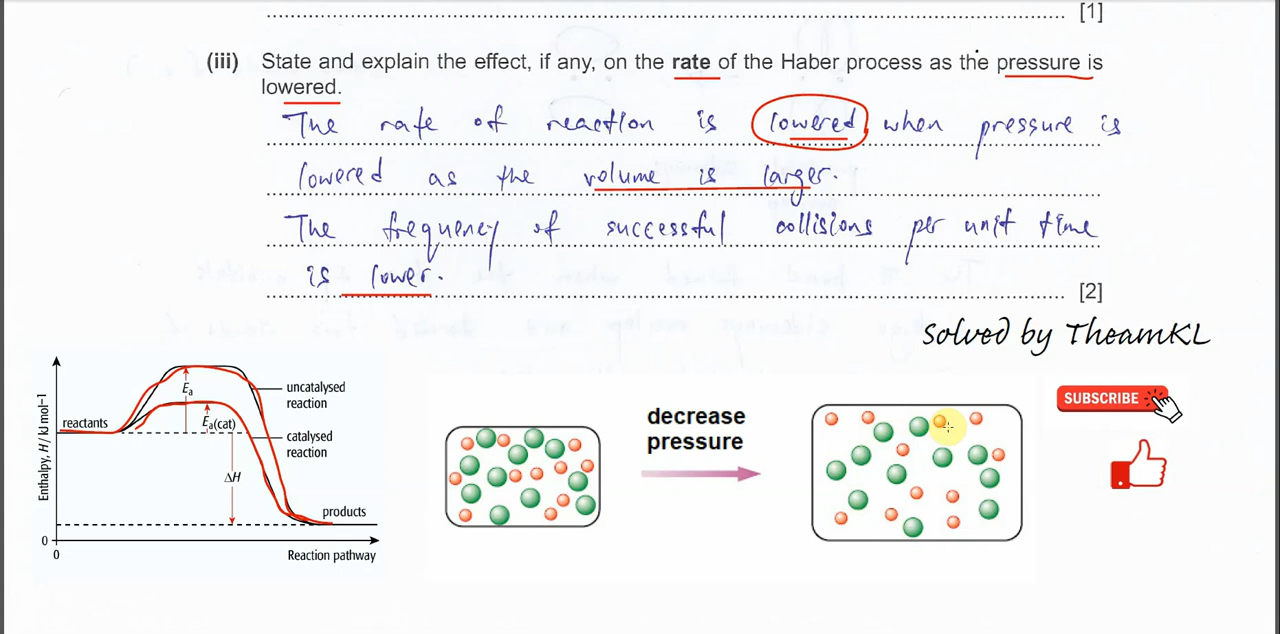 [1]
(iii) State and explain the effect, if any, on the rate of the Haber process as the pressure is
lowered.
The rate of reaction is lowered when pressure is
lowered as the volume is larger.
The frequency of successful collisions per unit time
is lower.
[2]
Solved by TheamKL
Enthalpy, H / kJ mol⁻¹
reactants
Eₐ
Eₐ(cat)
ΔH
uncatalysed
reaction
catalysed
reaction
products
0
0
Reaction pathway
decrease
pressure
SUBSCRIBE